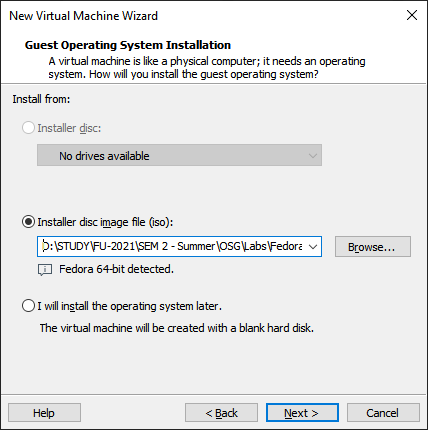 New Virtual Machine Wizard
Guest Operating System Installation
A virtual machine is like a physical computer; it needs an operating
system. How will you install the guest operating system?
Install from:
Installer disc:
No drives available
Installer disc image file (iso):
D:\STUDY\FU-2021\SEM 2 - Summer\OSG\Labs\Fedora
Browse...
Fedora 64-bit detected.
I will install the operating system later.
The virtual machine will be created with a blank hard disk.
Help
< Back
Next >
Cancel